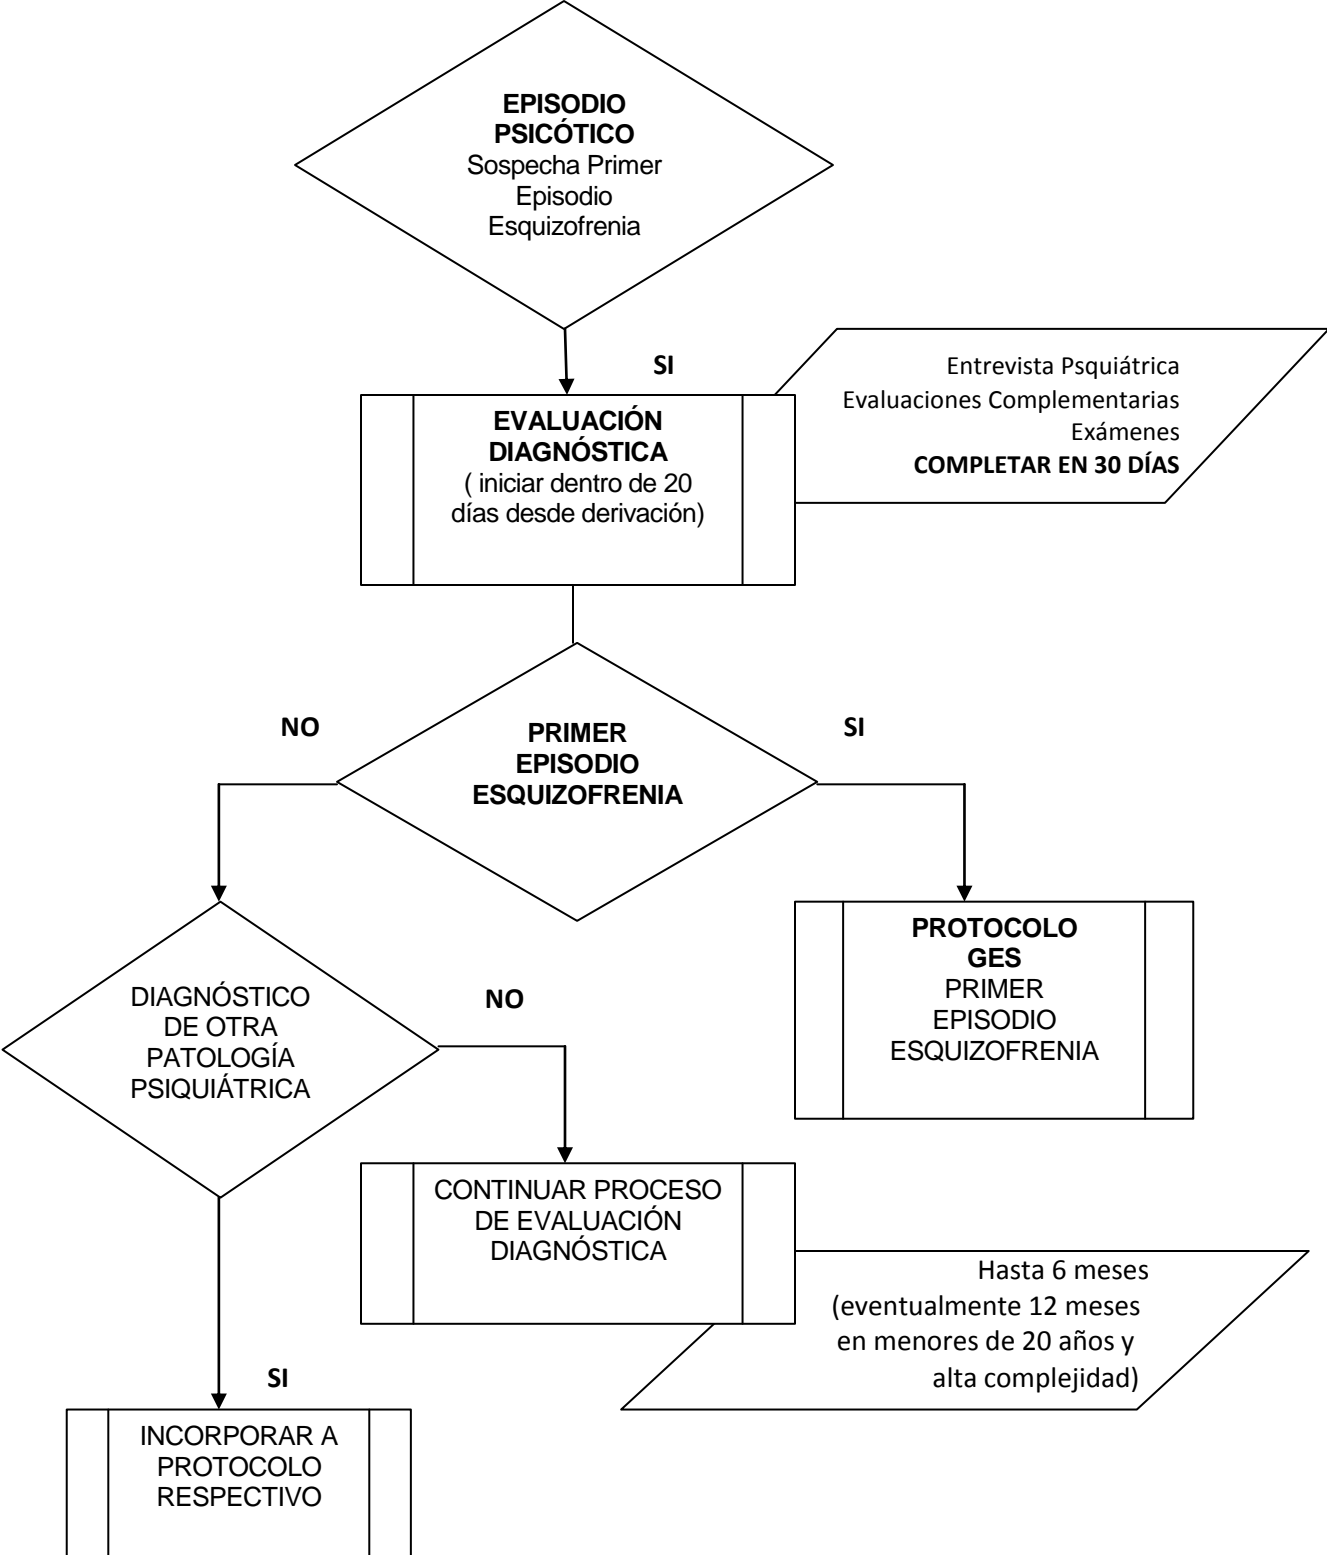 EPISODIO
PSICÓTICO
Sospecha Primer
Episodio
Esquizofrenia
SI
EVALUACIÓN
DIAGNÓSTICA
( iniciar dentro de 20
días desde derivación)
Entrevista Psquiátrica
Evaluaciones Complementarias
Exámenes
COMPLETAR EN 30 DÍAS
NO
PRIMER
EPISODIO
ESQUIZOFRENIA
SI
DIAGNÓSTICO
DE OTRA
PATOLOGÍA
PSIQUIÁTRICA
NO
PROTOCOLO
GES
PRIMER
EPISODIO
ESQUIZOFRENIA
CONTINUAR PROCESO
DE EVALUACIÓN
DIAGNÓSTICA
Hasta 6 meses
(eventualmente 12 meses
en menores de 20 años y
alta complejidad)
SI
INCORPORAR A
PROTOCOLO
RESPECTIVO